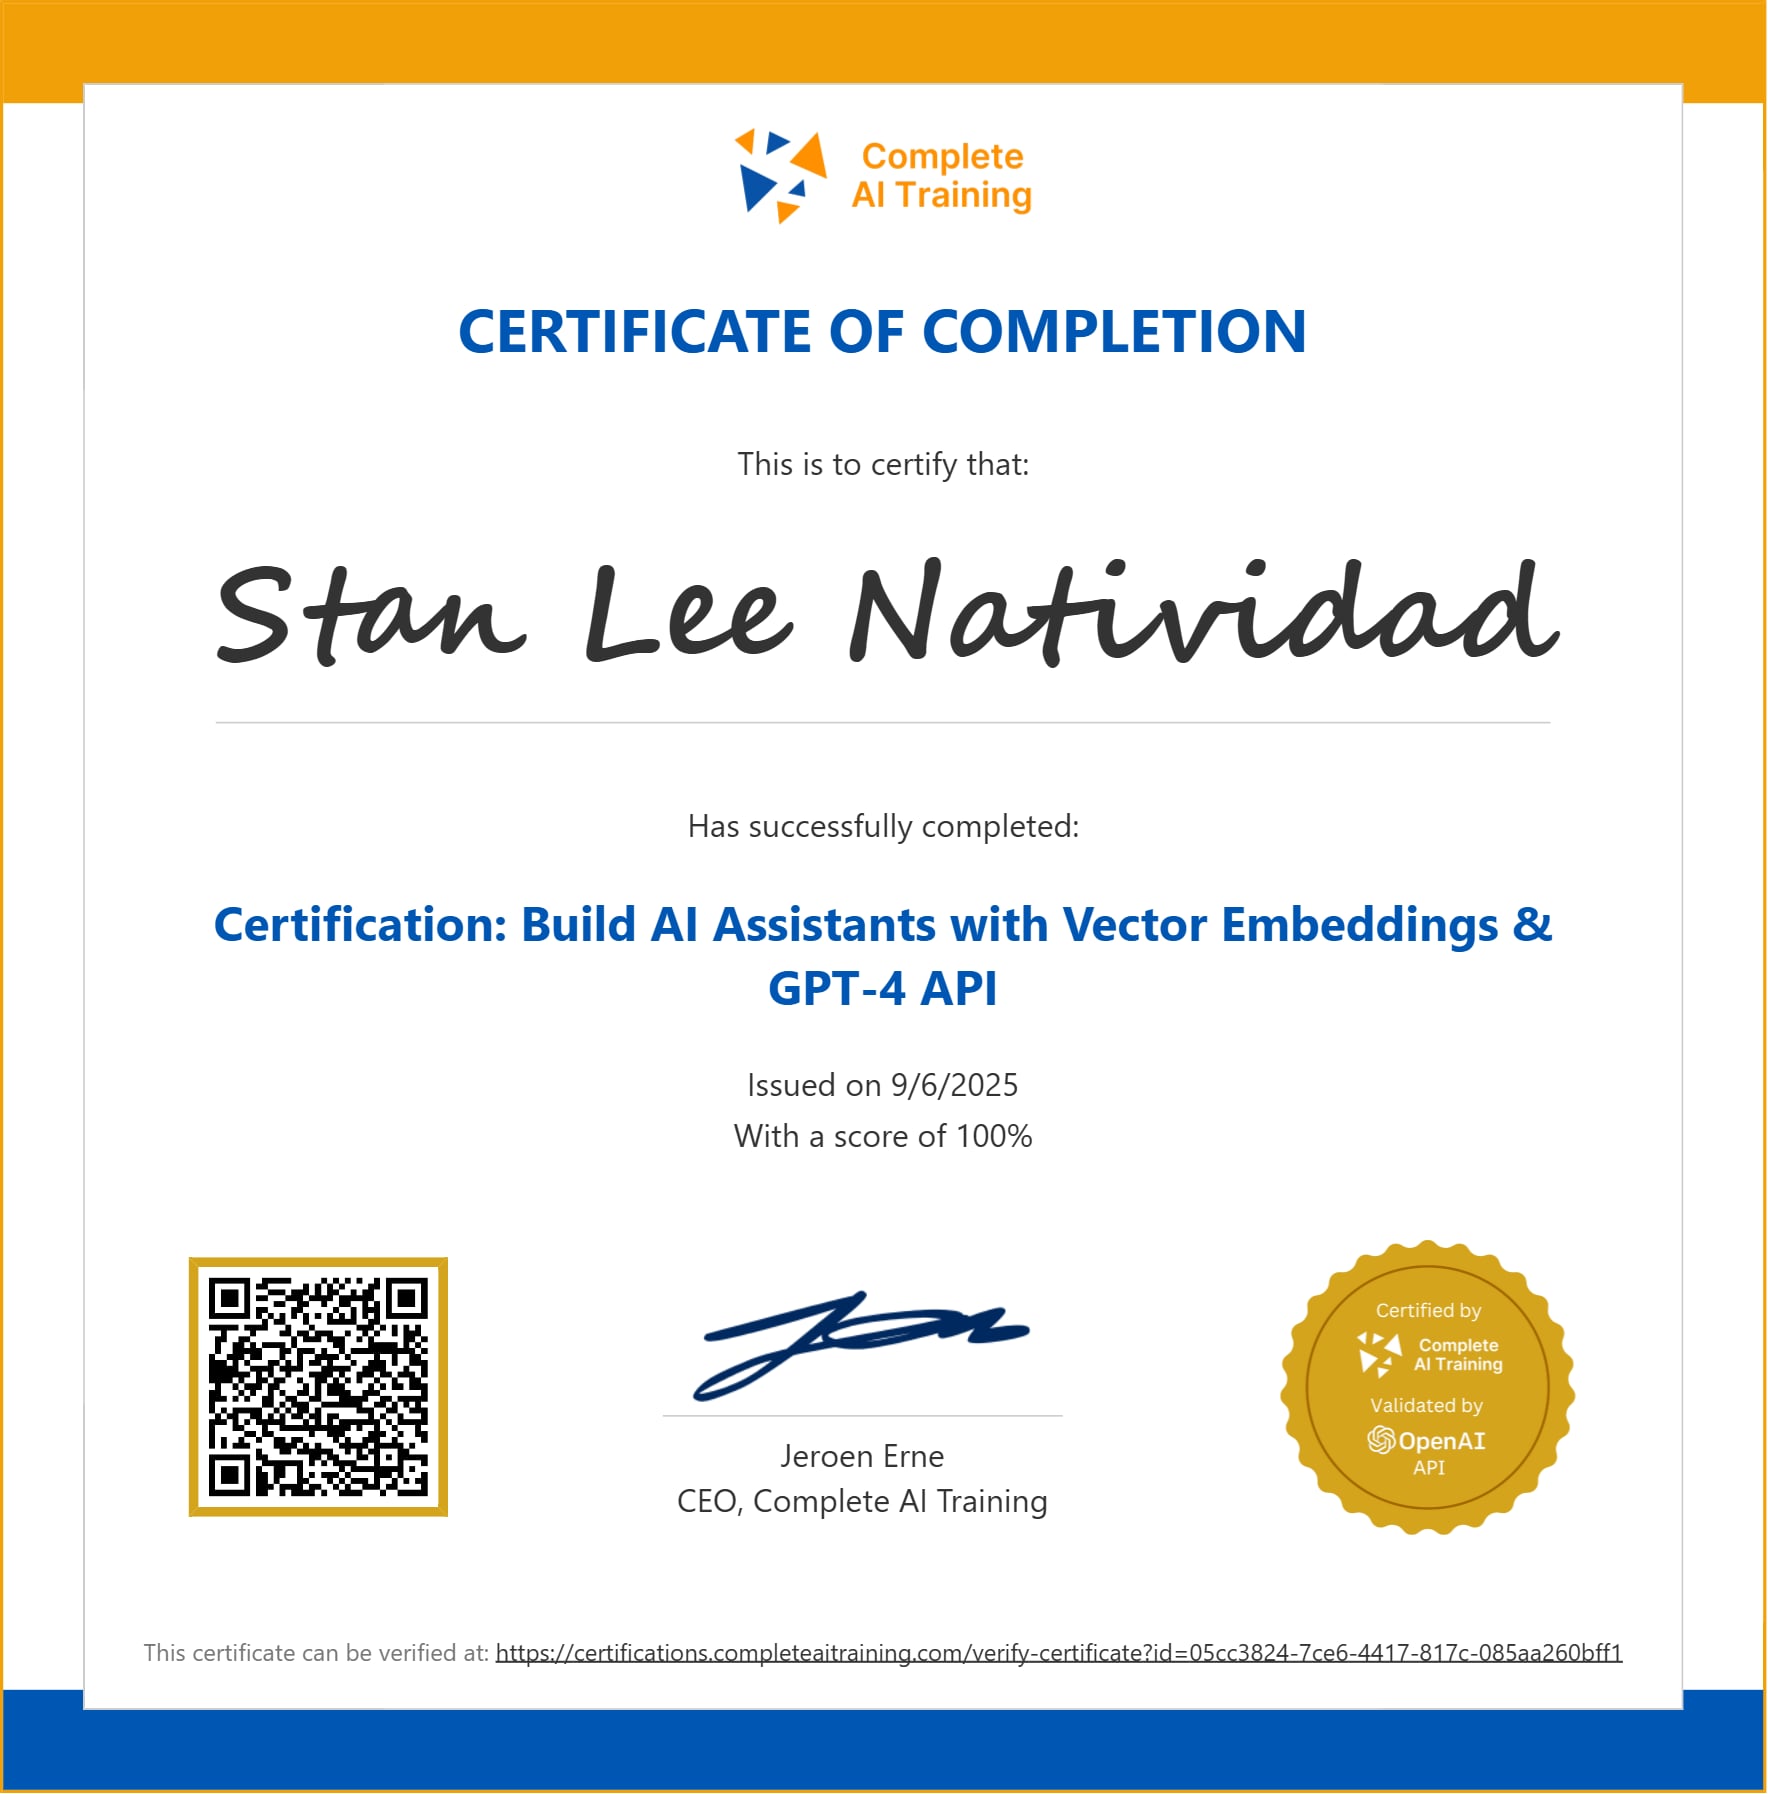 Complete
AI Training
CERTIFICATE OF COMPLETION
This is to certify that:
Stan Lee Natividad
Has successfully completed:
Certification: Build AI Assistants with Vector Embeddings &
GPT-4 API
Issued on 9/6/2025
With a score of 100%
Jeroen Erne
CEO, Complete AI Training
Certified by
Complete
AI Training
Validated by
OpenAI
API
This certificate can be verified at: https://certifications.completeaitraining.com/verify-certificate?id=05cc3824-7ce6-4417-817c-085aa260bff1